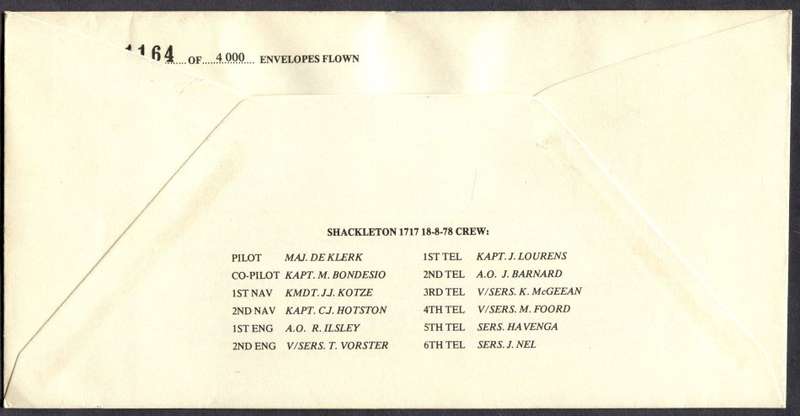 1164 OF 4 000 ENVELOPES FLOWN
SHACKLETON 1717 18-8-78 CREW:
PILOT MAJ. DE KLERK
CO-PILOT KAPT. M. BONDESIO
1ST NAV KMDT. J.J. KOTZE
2ND NAV KAPT. C.J. HOTSTON
1ST ENG A.O. R. ILSLEY
2ND ENG V/SERS. T. VORSTER
1ST TEL KAPT. J. LOURENS
2ND TEL A.O. J. BARNARD
3RD TEL V/SERS. K. McGEEAN
4TH TEL V/SERS. M. FOORD
5TH TEL SERS. HAVENGA
6TH TEL SERS. J. NEL